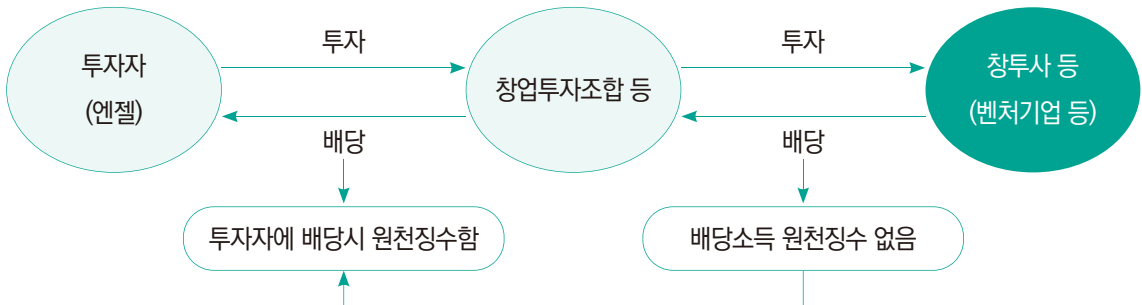 투자자
(엔젤)
투자
배당
창업투자조합 등
투자
배당
창투사 등
(벤처기업 등)
투자자에 배당시 원천징수함
배당소득 원천징수 없음